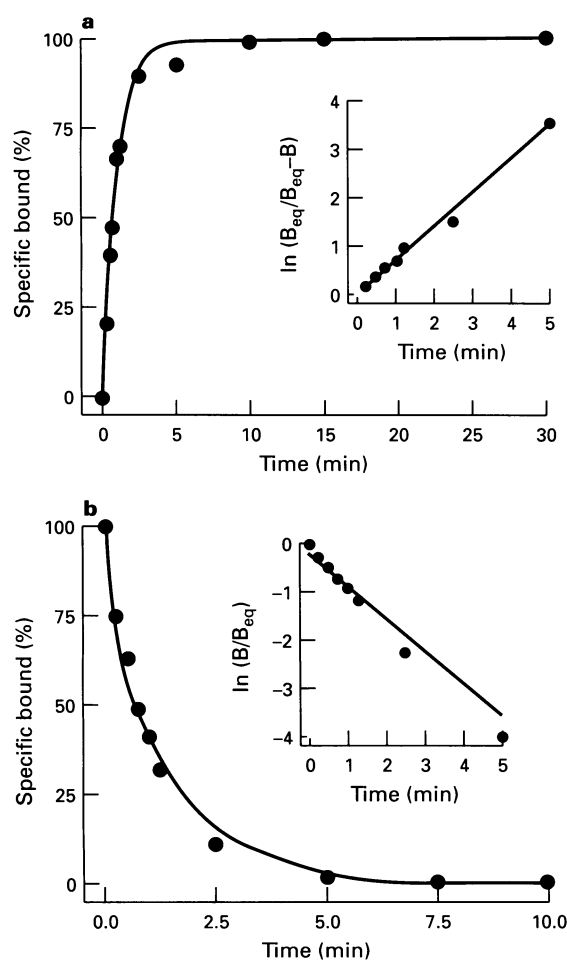 a
100
75
50
25
0
Specific bound (%)
0 5 10 15 20 25 30
Time (min)
4
3
2
1
0
ln (Beq/Beq–B)
0 1 2 3 4 5
Time (min)
b
100
75
50
25
0
Specific bound (%)
0.0 2.5 5.0 7.5 10.0
Time (min)
0
–1
–2
–3
–4
ln (B/Beq)
0 1 2 3 4 5
Time (min)